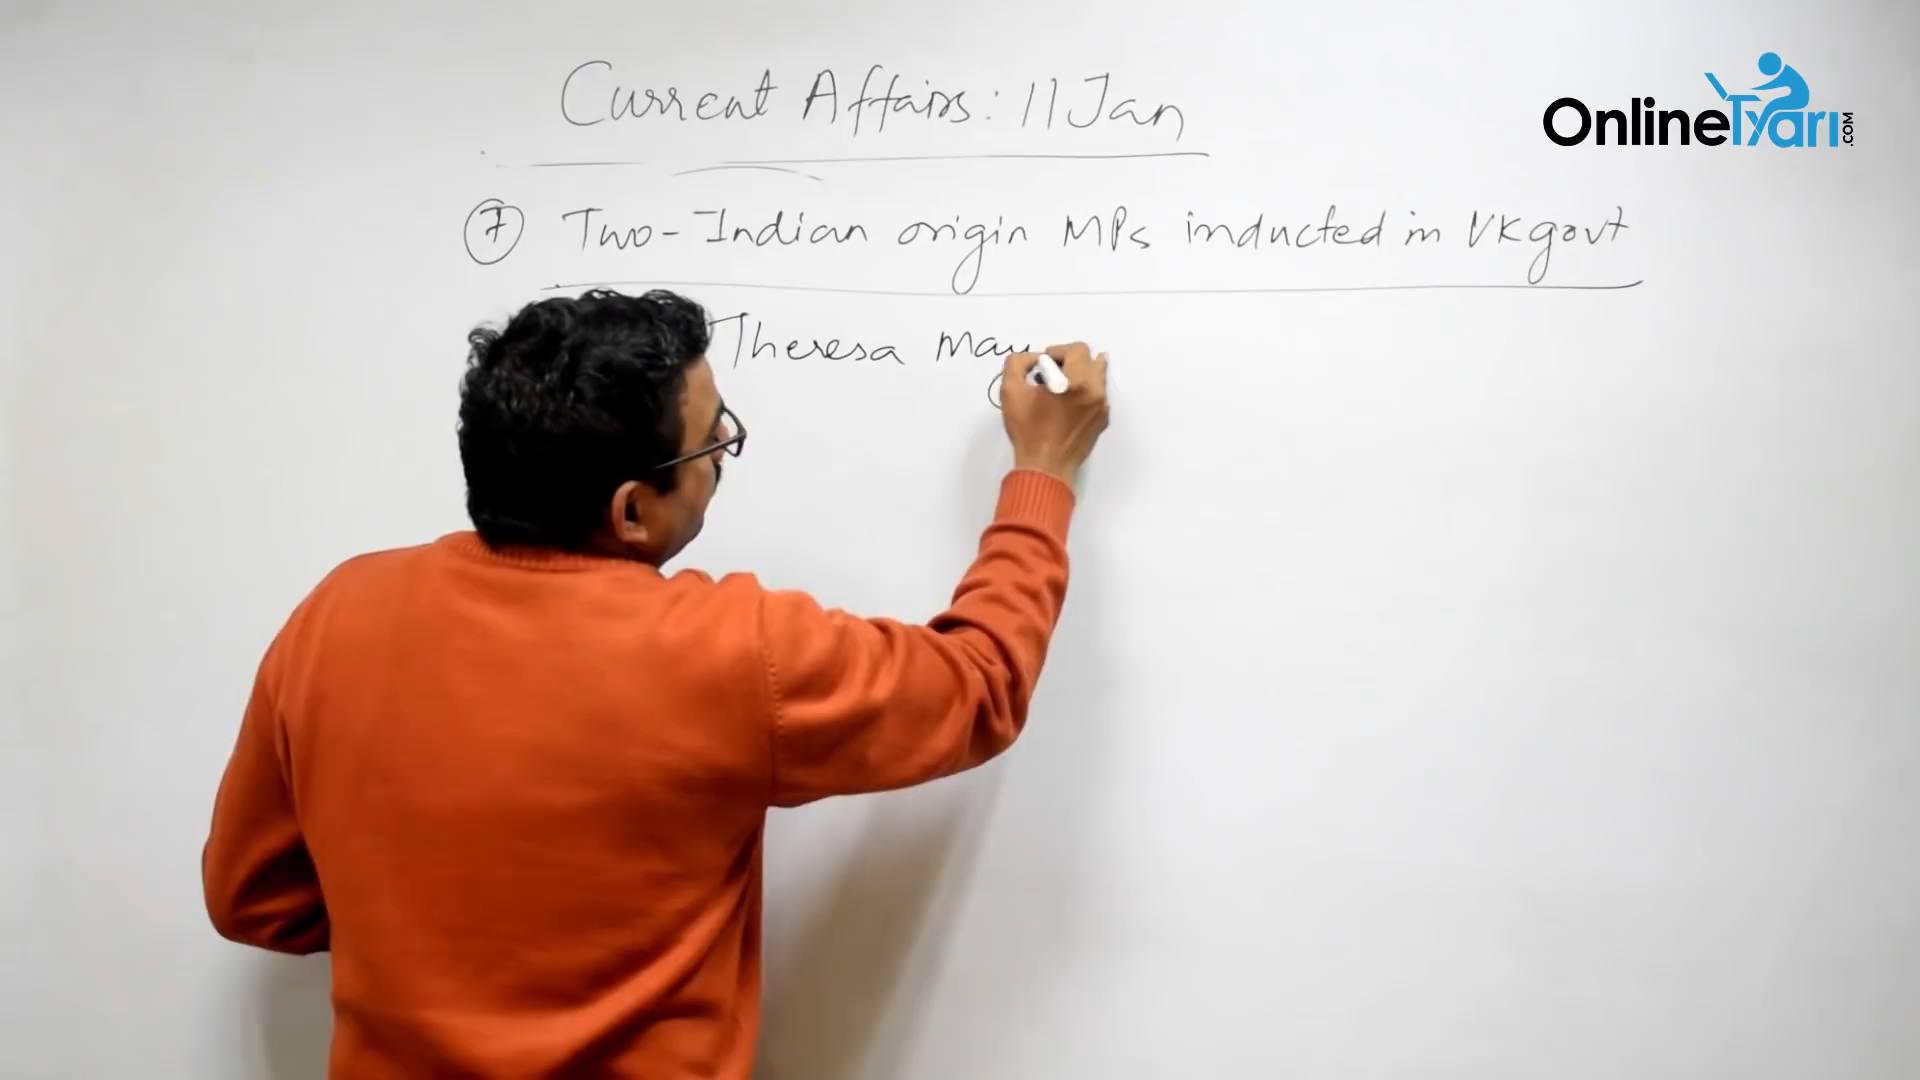 Current Affairs: 11 Jan
OnlineTyari.COM
7 Two-Indian origin MPs inducted in UK govt
Theresa May